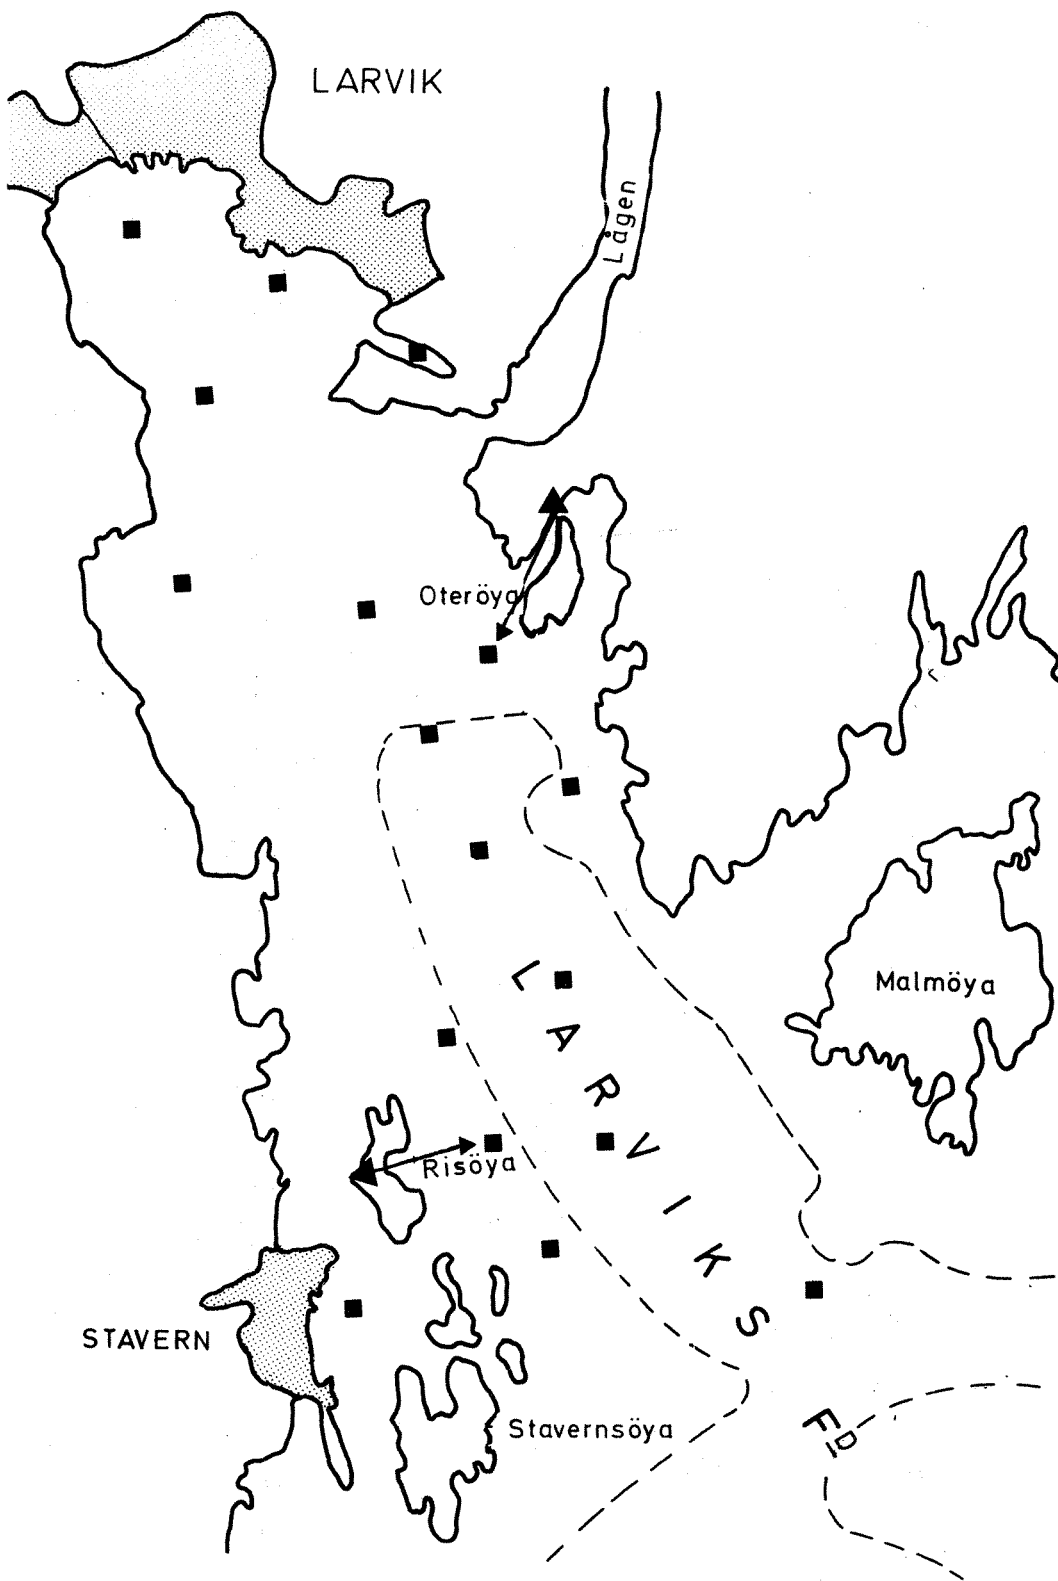 LARVIK
Lågen
Oteröya
Malmöya
LARVIKS FD
Risöya
STAVERN
Stavernsöya